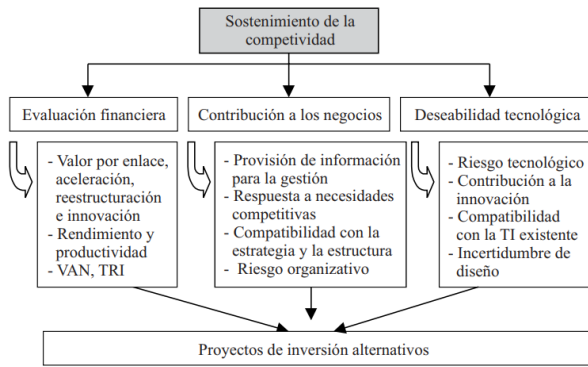 Sostenimiento de la
competividad
Evaluación financiera
Contribución a los negocios
Deseabilidad tecnológica
- Valor por enlace,
aceleración,
reestructuración
e innovación
- Rendimiento y
productividad
- VAN, TRI
- Provisión de información
para la gestión
- Respuesta a necesidades
competitivas
- Compatibilidad con la
estrategia y la estructura
- Riesgo organizativo
- Riesgo tecnológico
- Contribución a la
innovación
- Compatibilidad
con la TI existente
- Incertidumbre de
diseño
Proyectos de inversión alternativos